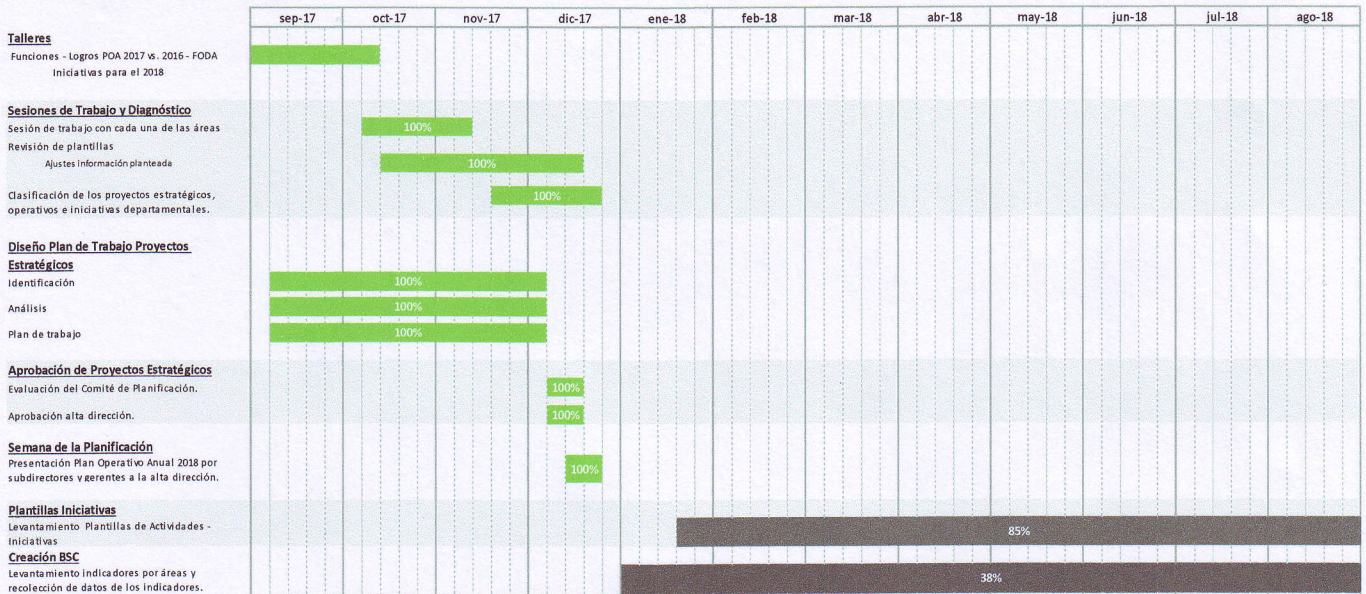 sep-17 oct-17 nov-17 dic-17 ene-18 feb-18 mar-18 abr-18 may-18 jun-18 jul-18 ago-18
Talleres
Funciones - Logros POA 2017 vs. 2016 - FODA
Iniciativas para el 2018
Sesiones de Trabajo y Diagnóstico
Sesión de trabajo con cada una de las áreas
100%
Revisión de plantillas
Ajustes información planteada
100%
Clasificación de los proyectos estratégicos,
operativos e iniciativas departamentales.
100%
Diseño Plan de Trabajo Proyectos
Estratégicos
Identificación
100%
Análisis
100%
Plan de trabajo
100%
Aprobación de Proyectos Estratégicos
Evaluación del Comité de Planificación.
100%
Aprobación alta dirección.
100%
Semana de la Planificación
Presentación Plan Operativo Anual 2018 por
subdirectores y gerentes a la alta dirección.
100%
Plantillas Iniciativas
Levantamiento Plantillas de Actividades -
Iniciativas
85%
Creación BSC
Levantamiento indicadores por áreas y
recolección de datos de los indicadores.
38%